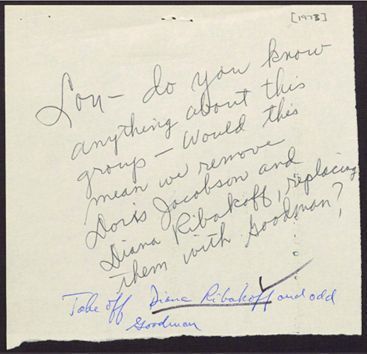 [1973]
Lou - do you know
anything about this
group - Would this
mean we remove
Doris Jacobson and
Diana Ribakoff, replacing
them with Goodman?
Take off Diana Ribakoff and add
Goodman